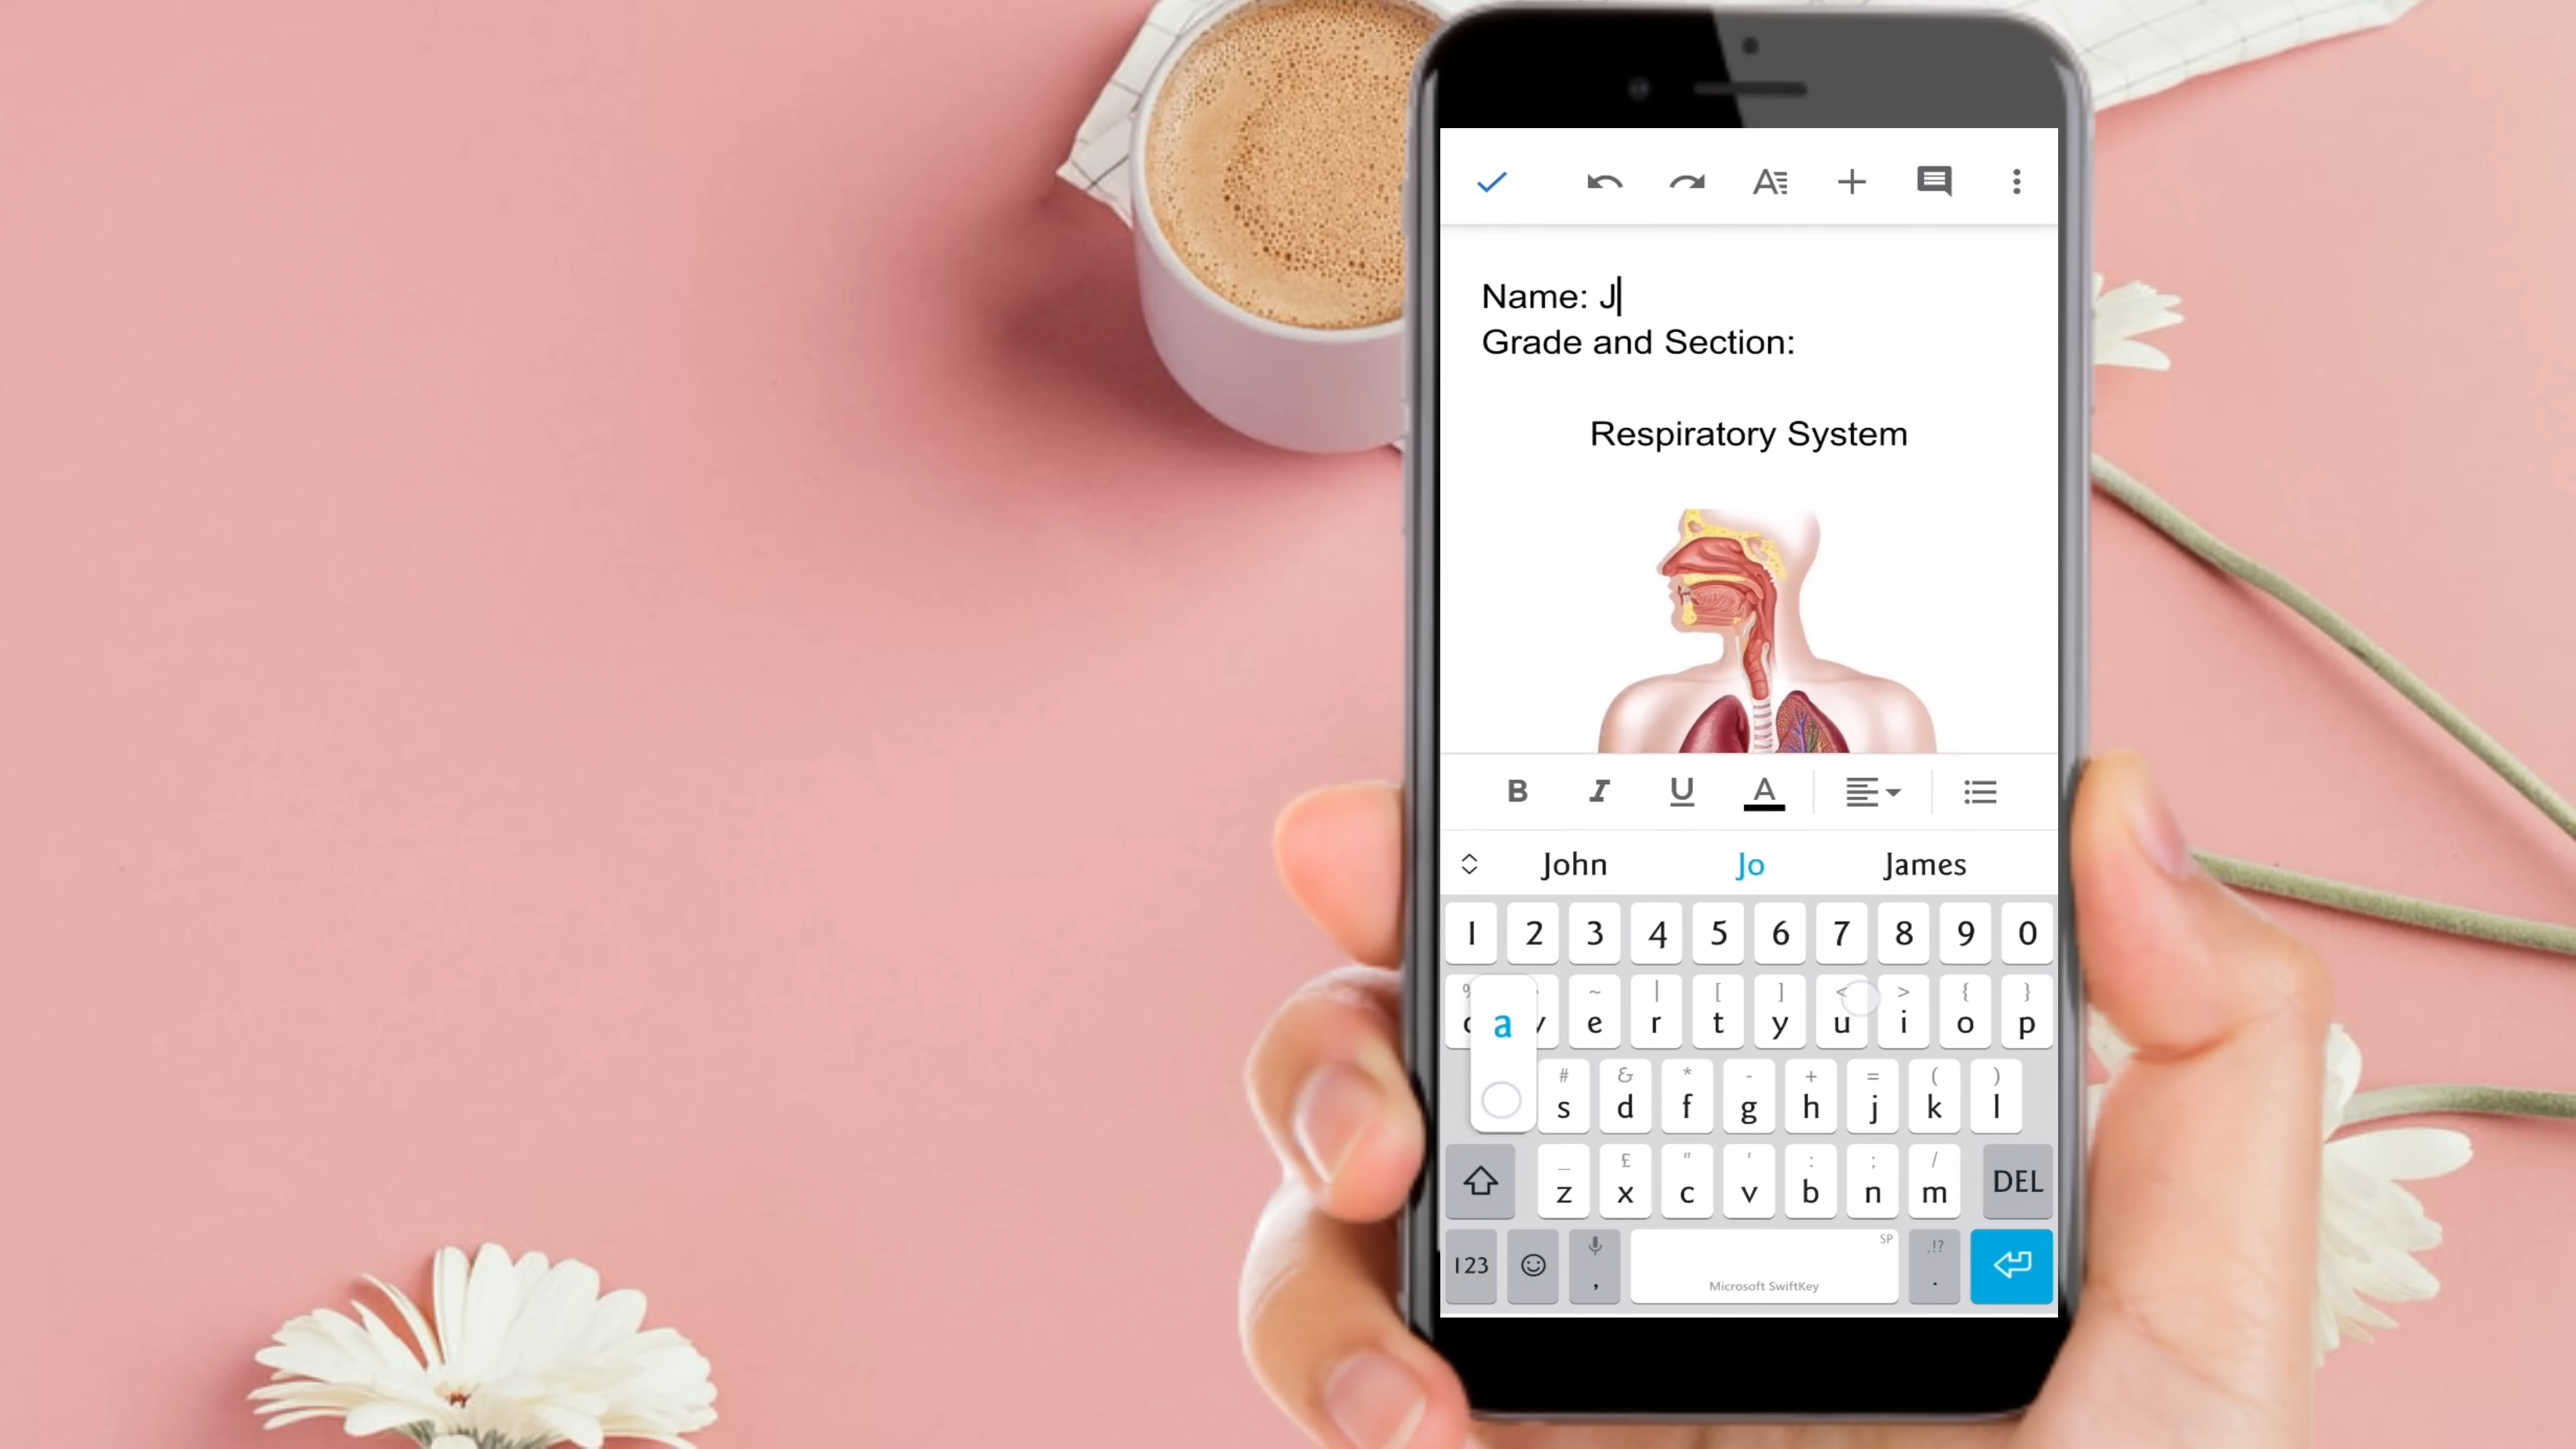 Name: J
Grade and Section:
Respiratory System
B I U A
John Jo James
1 2 3 4 5 6 7 8 9 0
~ | [ ] < > { }
a e r t y u i o p
# & * - + = ( )
s d f g h j k l
_ £ " ' : ; /
z x c v b n m DEL
SP .!?
123 , Microsoft SwiftKey .